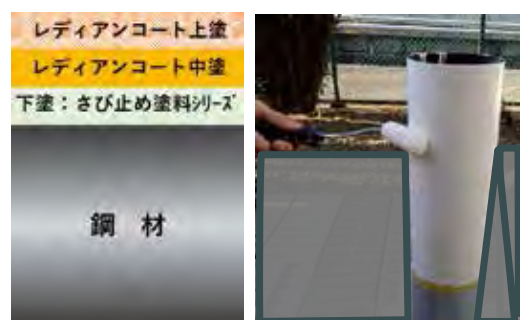 レディアンコート上塗
レディアンコート中塗
下塗：さび止め塗料シリーズ
鋼 材